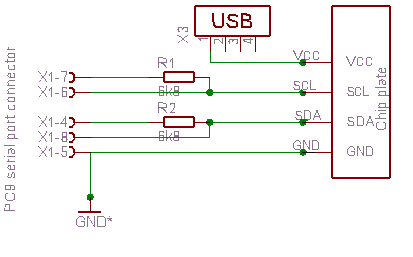 USB
X3
1
2
3
4
PC9 serial port connector
X1-7
X1-6
X1-4
X1-8
X1-5
R1
6k8
R2
6k8
VCC
SCL
SDA
GND
VCC
SCL
SDA
GND
Chip plate
GND*